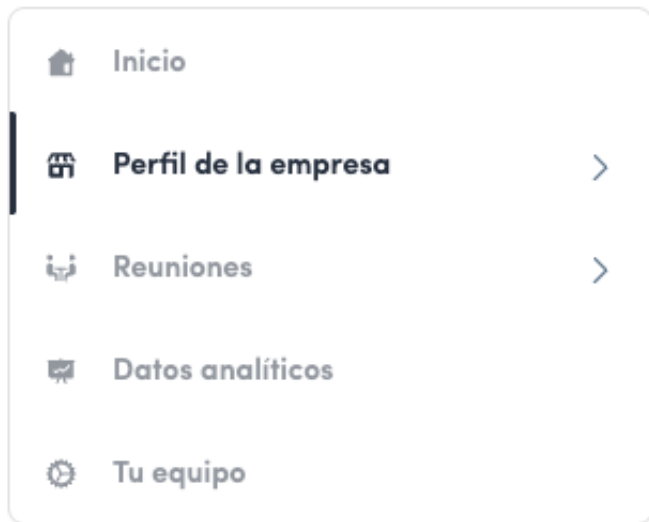 Inicio
Perfil de la empresa
Reuniones
Datos analíticos
Tu equipo